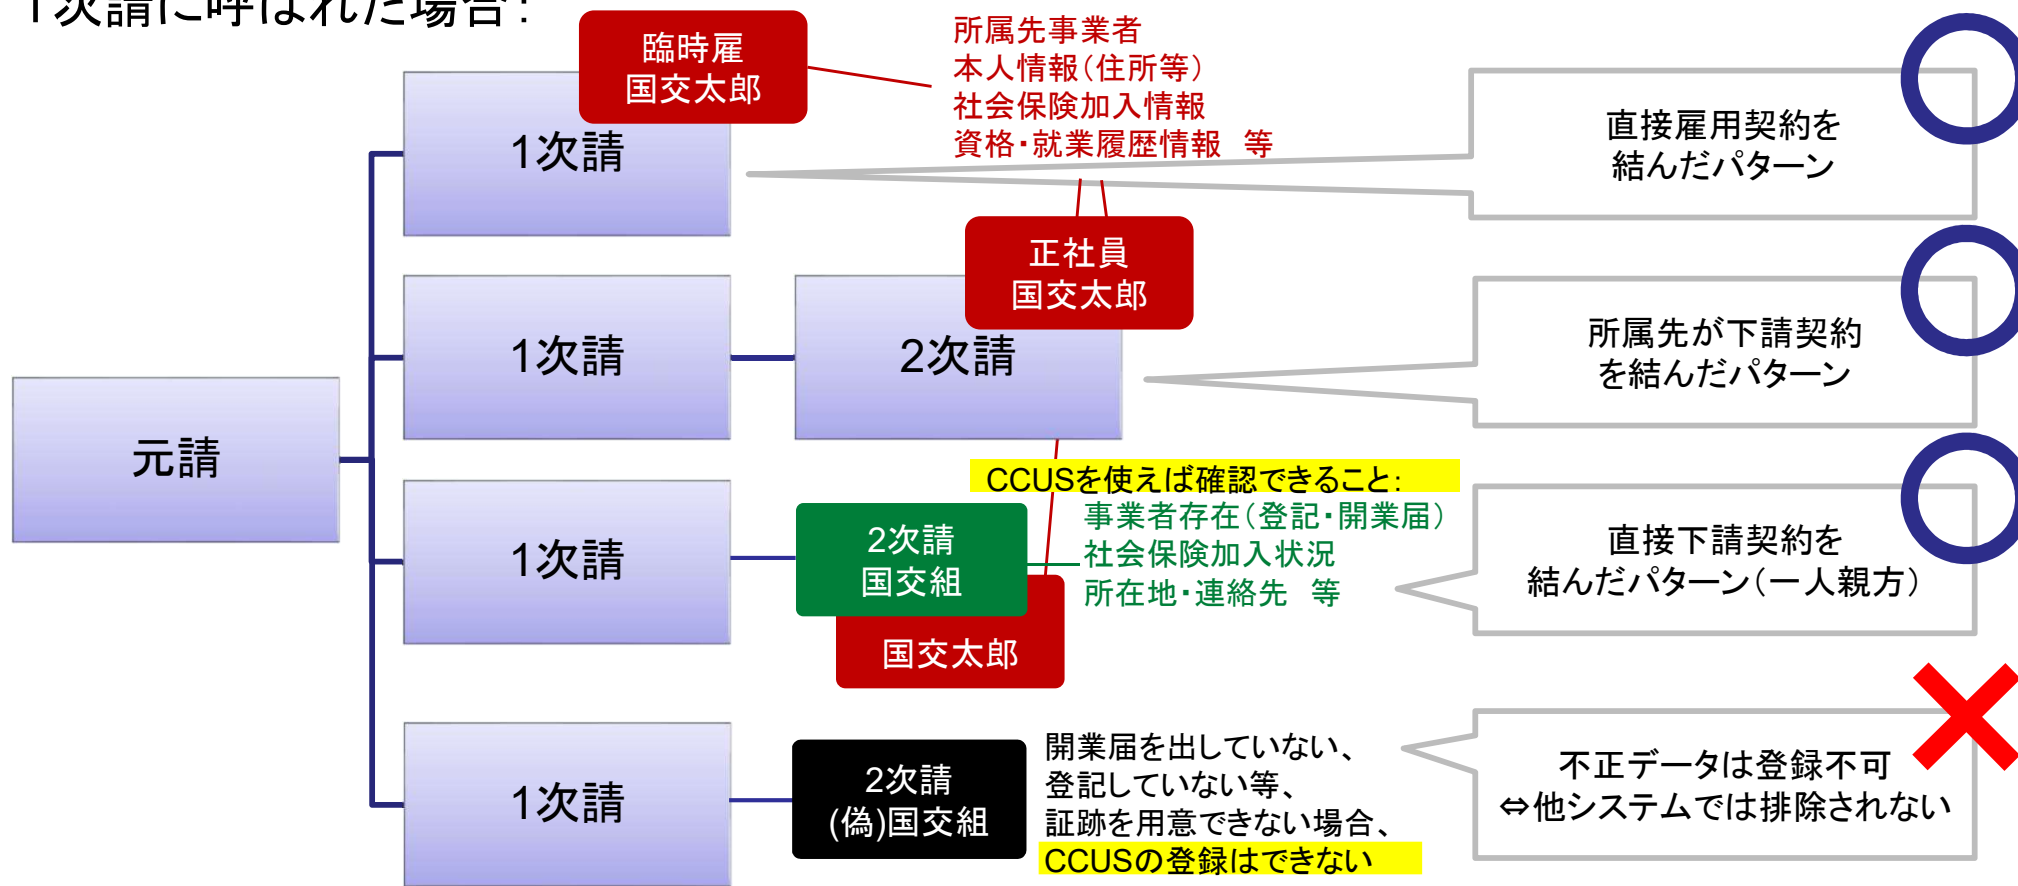 1次請に呼ばれた場合:
臨時雇
国交太郎
1次請
所属先事業者
本人情報(住所等)
社会保険加入情報
資格・就業履歴情報 等
直接雇用契約を
結んだパターン
正社員
国交太郎
1次請
2次請
所属先が下請契約
を結んだパターン
元請
1次請
2次請
国交組
国交太郎
CCUSを使えば確認できること:
事業者存在(登記・開業届)
社会保険加入状況
所在地・連絡先 等
直接下請契約を
結んだパターン(一人親方)
1次請
2次請
(偽)国交組
開業届を出していない、
登記していない等、
証跡を用意できない場合、
CCUSの登録はできない
不正データは登録不可
⇔他システムでは排除されない